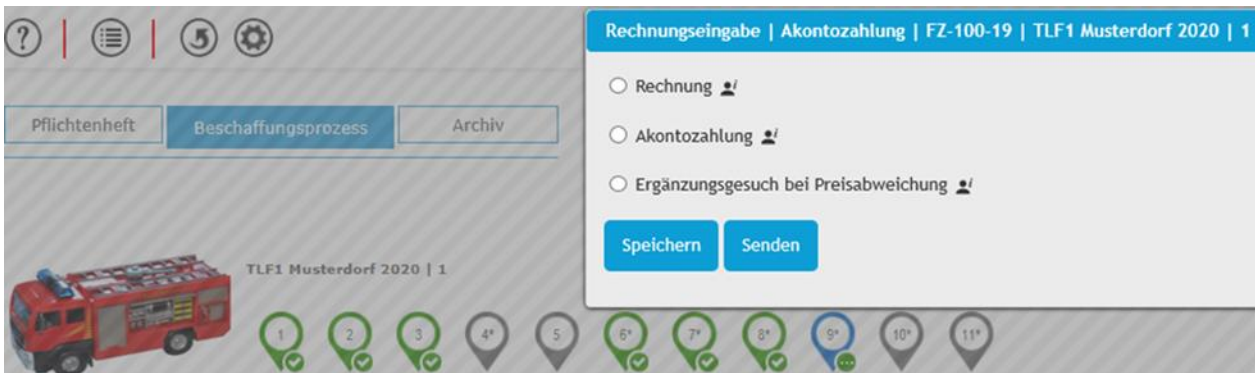 ?
Rechnungseingabe | Akontozahlung | FZ-100-19 | TLF1 Musterdorf 2020 | 1
Rechnung
Akontozahlung
Ergänzungsgesuch bei Preisabweichung
Speichern Senden
Pflichtenheft Beschaffungsprozess Archiv
TLF1 Musterdorf 2020 | 1
1 2 3 4* 5 6* 7* 8* 9* 10* 11*